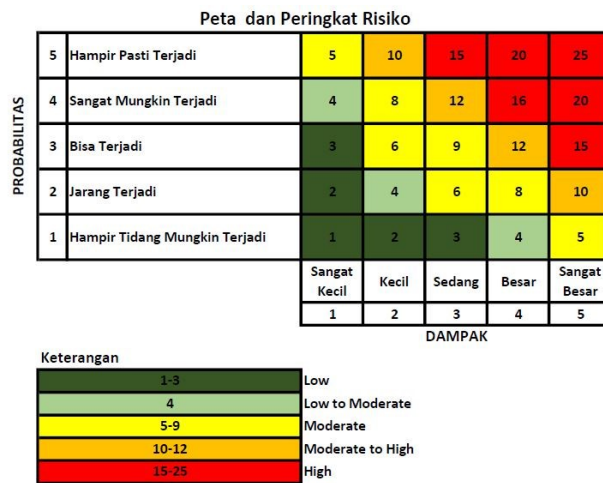 Peta dan Peringkat Risiko
PROBABILITAS
5 Hampir Pasti Terjadi 5 10 15 20 25
4 Sangat Mungkin Terjadi 4 8 12 16 20
3 Bisa Terjadi 3 6 9 12 15
2 Jarang Terjadi 2 4 6 8 10
1 Hampir Tidang Mungkin Terjadi 1 2 3 4 5
Sangat Kecil Kecil Sedang Besar Sangat Besar
1 2 3 4 5
DAMPAK
Keterangan
1-3 Low
4 Low to Moderate
5-9 Moderate
10-12 Moderate to High
15-25 High